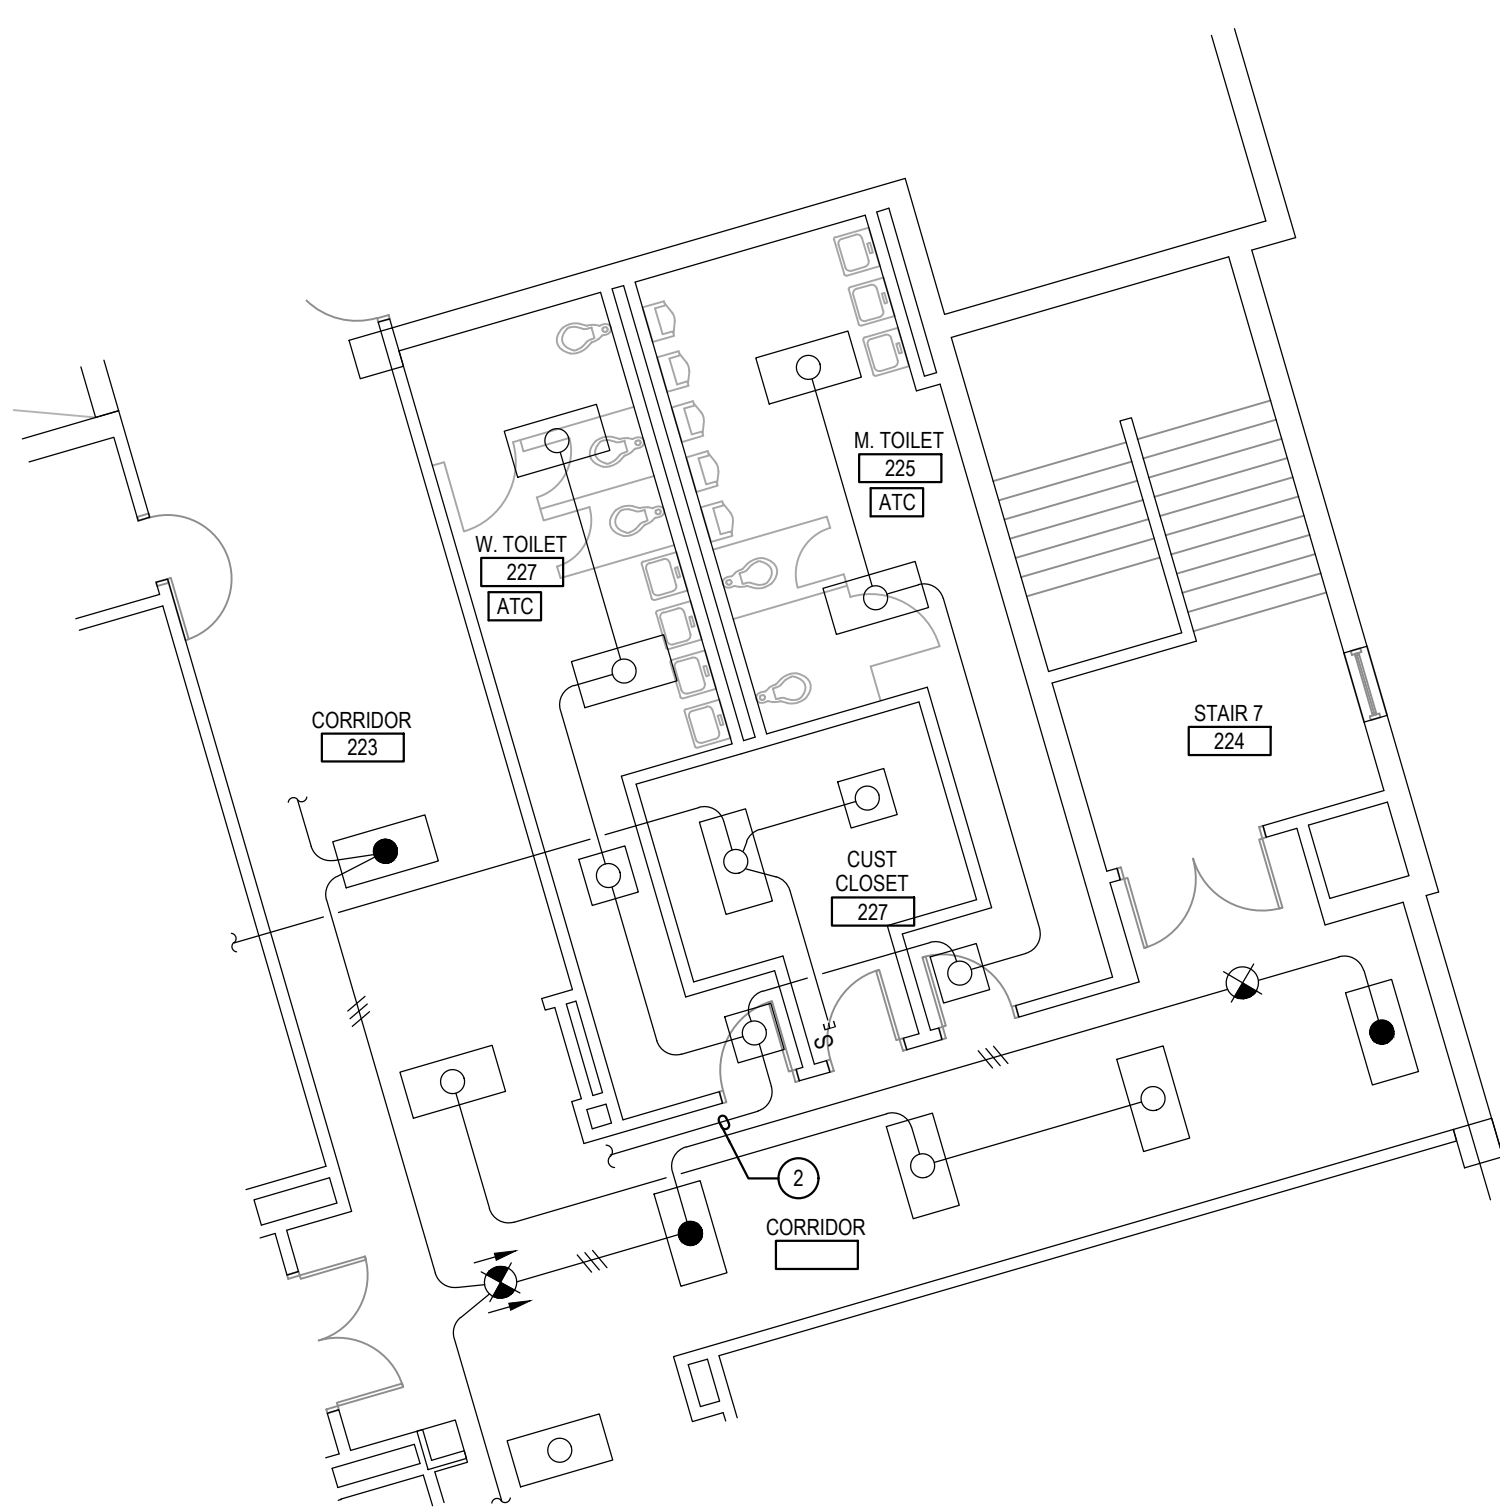 M. TOILET
225
ATC
W. TOILET
227
ATC
CORRIDOR
223
STAIR 7
224
CUST
CLOSET
227
S E
2
CORRIDOR